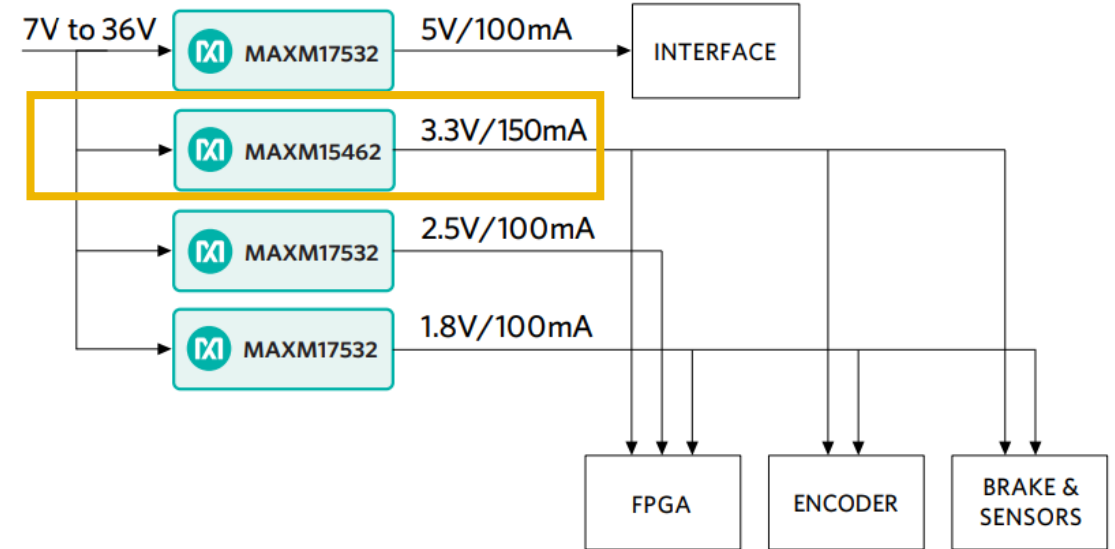 7V to 36V
MAXM17532
5V/100mA
INTERFACE
MAXM15462
3.3V/150mA
MAXM17532
2.5V/100mA
MAXM17532
1.8V/100mA
FPGA
ENCODER
BRAKE &
SENSORS